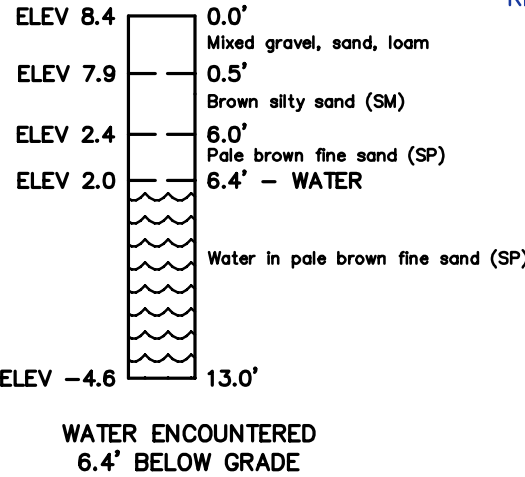 ELEV 8.4 0.0'
Mixed gravel, sand, loam
ELEV 7.9 0.5'
Brown silty sand (SM)
ELEV 2.4 6.0'
Pale brown fine sand (SP)
ELEV 2.0 6.4' – WATER
Water in pale brown fine sand (SP)
ELEV –4.6 13.0'
WATER ENCOUNTERED
6.4' BELOW GRADE